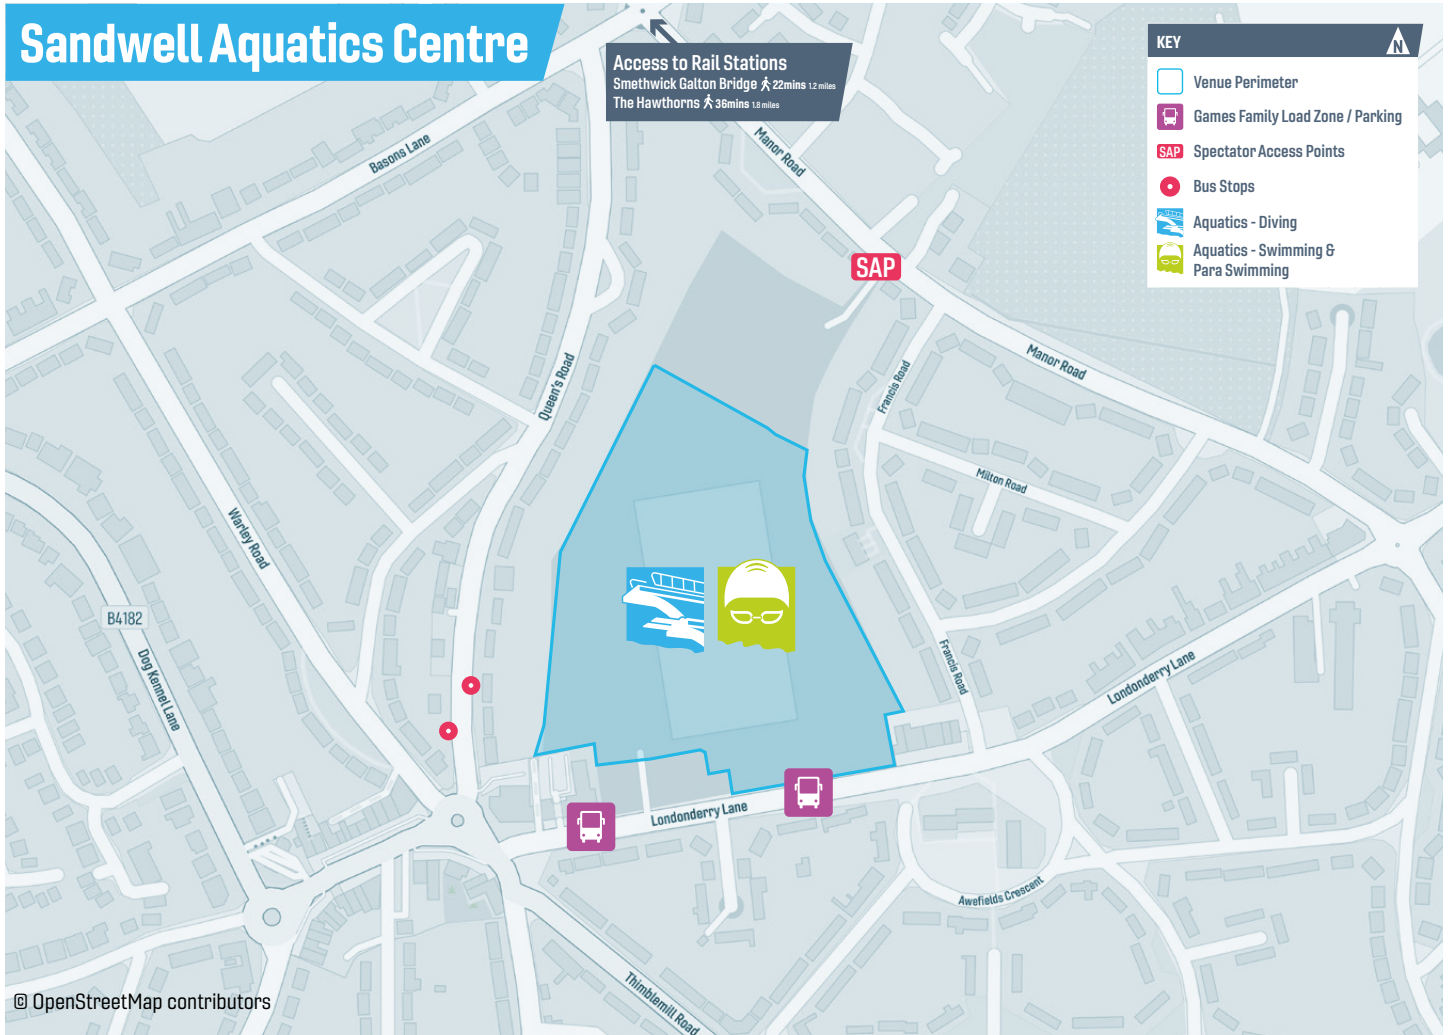 Sandwell Aquatics Centre
Access to Rail Stations
Smethwick Galton Bridge 22mins 1.2 miles
The Hawthorns 36mins 1.8 miles
KEY
N
Venue Perimeter
Games Family Load Zone / Parking
SAP Spectator Access Points
Bus Stops
Aquatics - Diving
Aquatics - Swimming &
Para Swimming
Basons Lane
Manor Road
SAP
Queen's Road
Francis Road
Manor Road
Milton Road
Warley Road
B4182
Dog Kennel Lane
Francis Road
Londonderry Lane
Londonderry Lane
Awefields Crescent
Thimblemill Road
© OpenStreetMap contributors